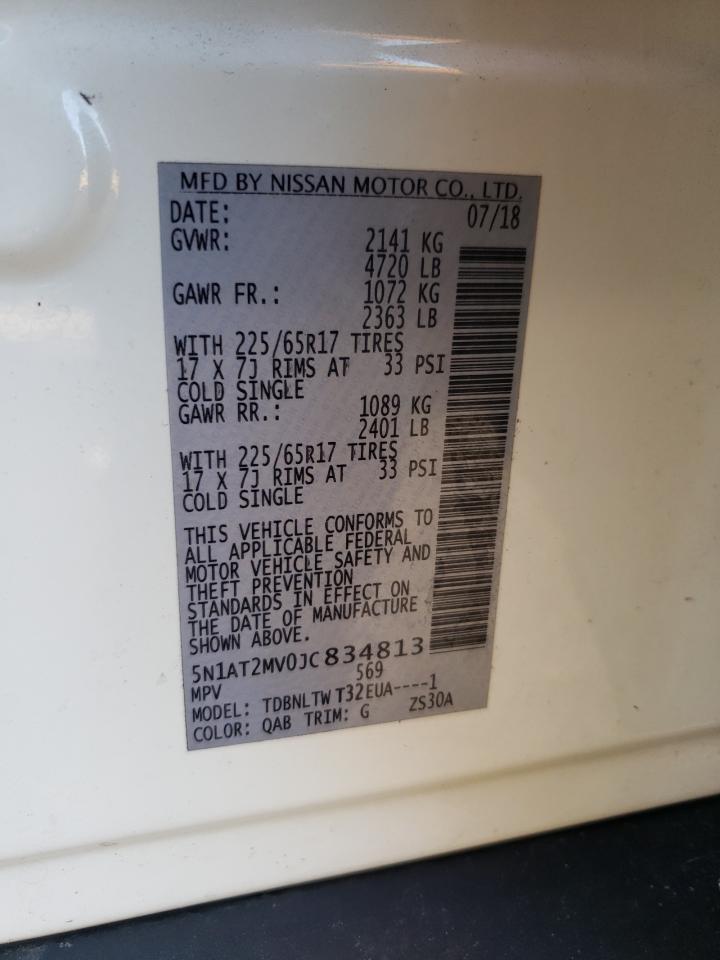 MFD BY NISSAN MOTOR CO., LTD.
DATE: 07/18
GVWR: 2141 KG
4720 LB
GAWR FR.: 1072 KG
2363 LB
WITH 225/65R17 TIRES
17 X 7J RIMS AT 33 PSI
COLD SINGLE
GAWR RR.: 1089 KG
2401 LB
WITH 225/65R17 TIRES
17 X 7J RIMS AT 33 PSI
COLD SINGLE
THIS VEHICLE CONFORMS TO
ALL APPLICABLE FEDERAL
MOTOR VEHICLE SAFETY AND
THEFT PREVENTION
STANDARDS IN EFFECT ON
THE DATE OF MANUFACTURE
SHOWN ABOVE.
5N1AT2MV0JC834813
MPV 569
MODEL: TDBNLTWT32EUA----1
COLOR: QAB TRIM: G ZS30A